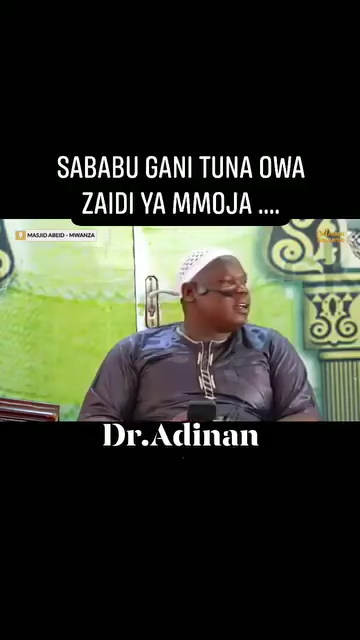 SABABU GANI TUNA OWA
ZAIDI YA MMOJA ....
MASJID ABEID - MWANZA
Dr.Adinan